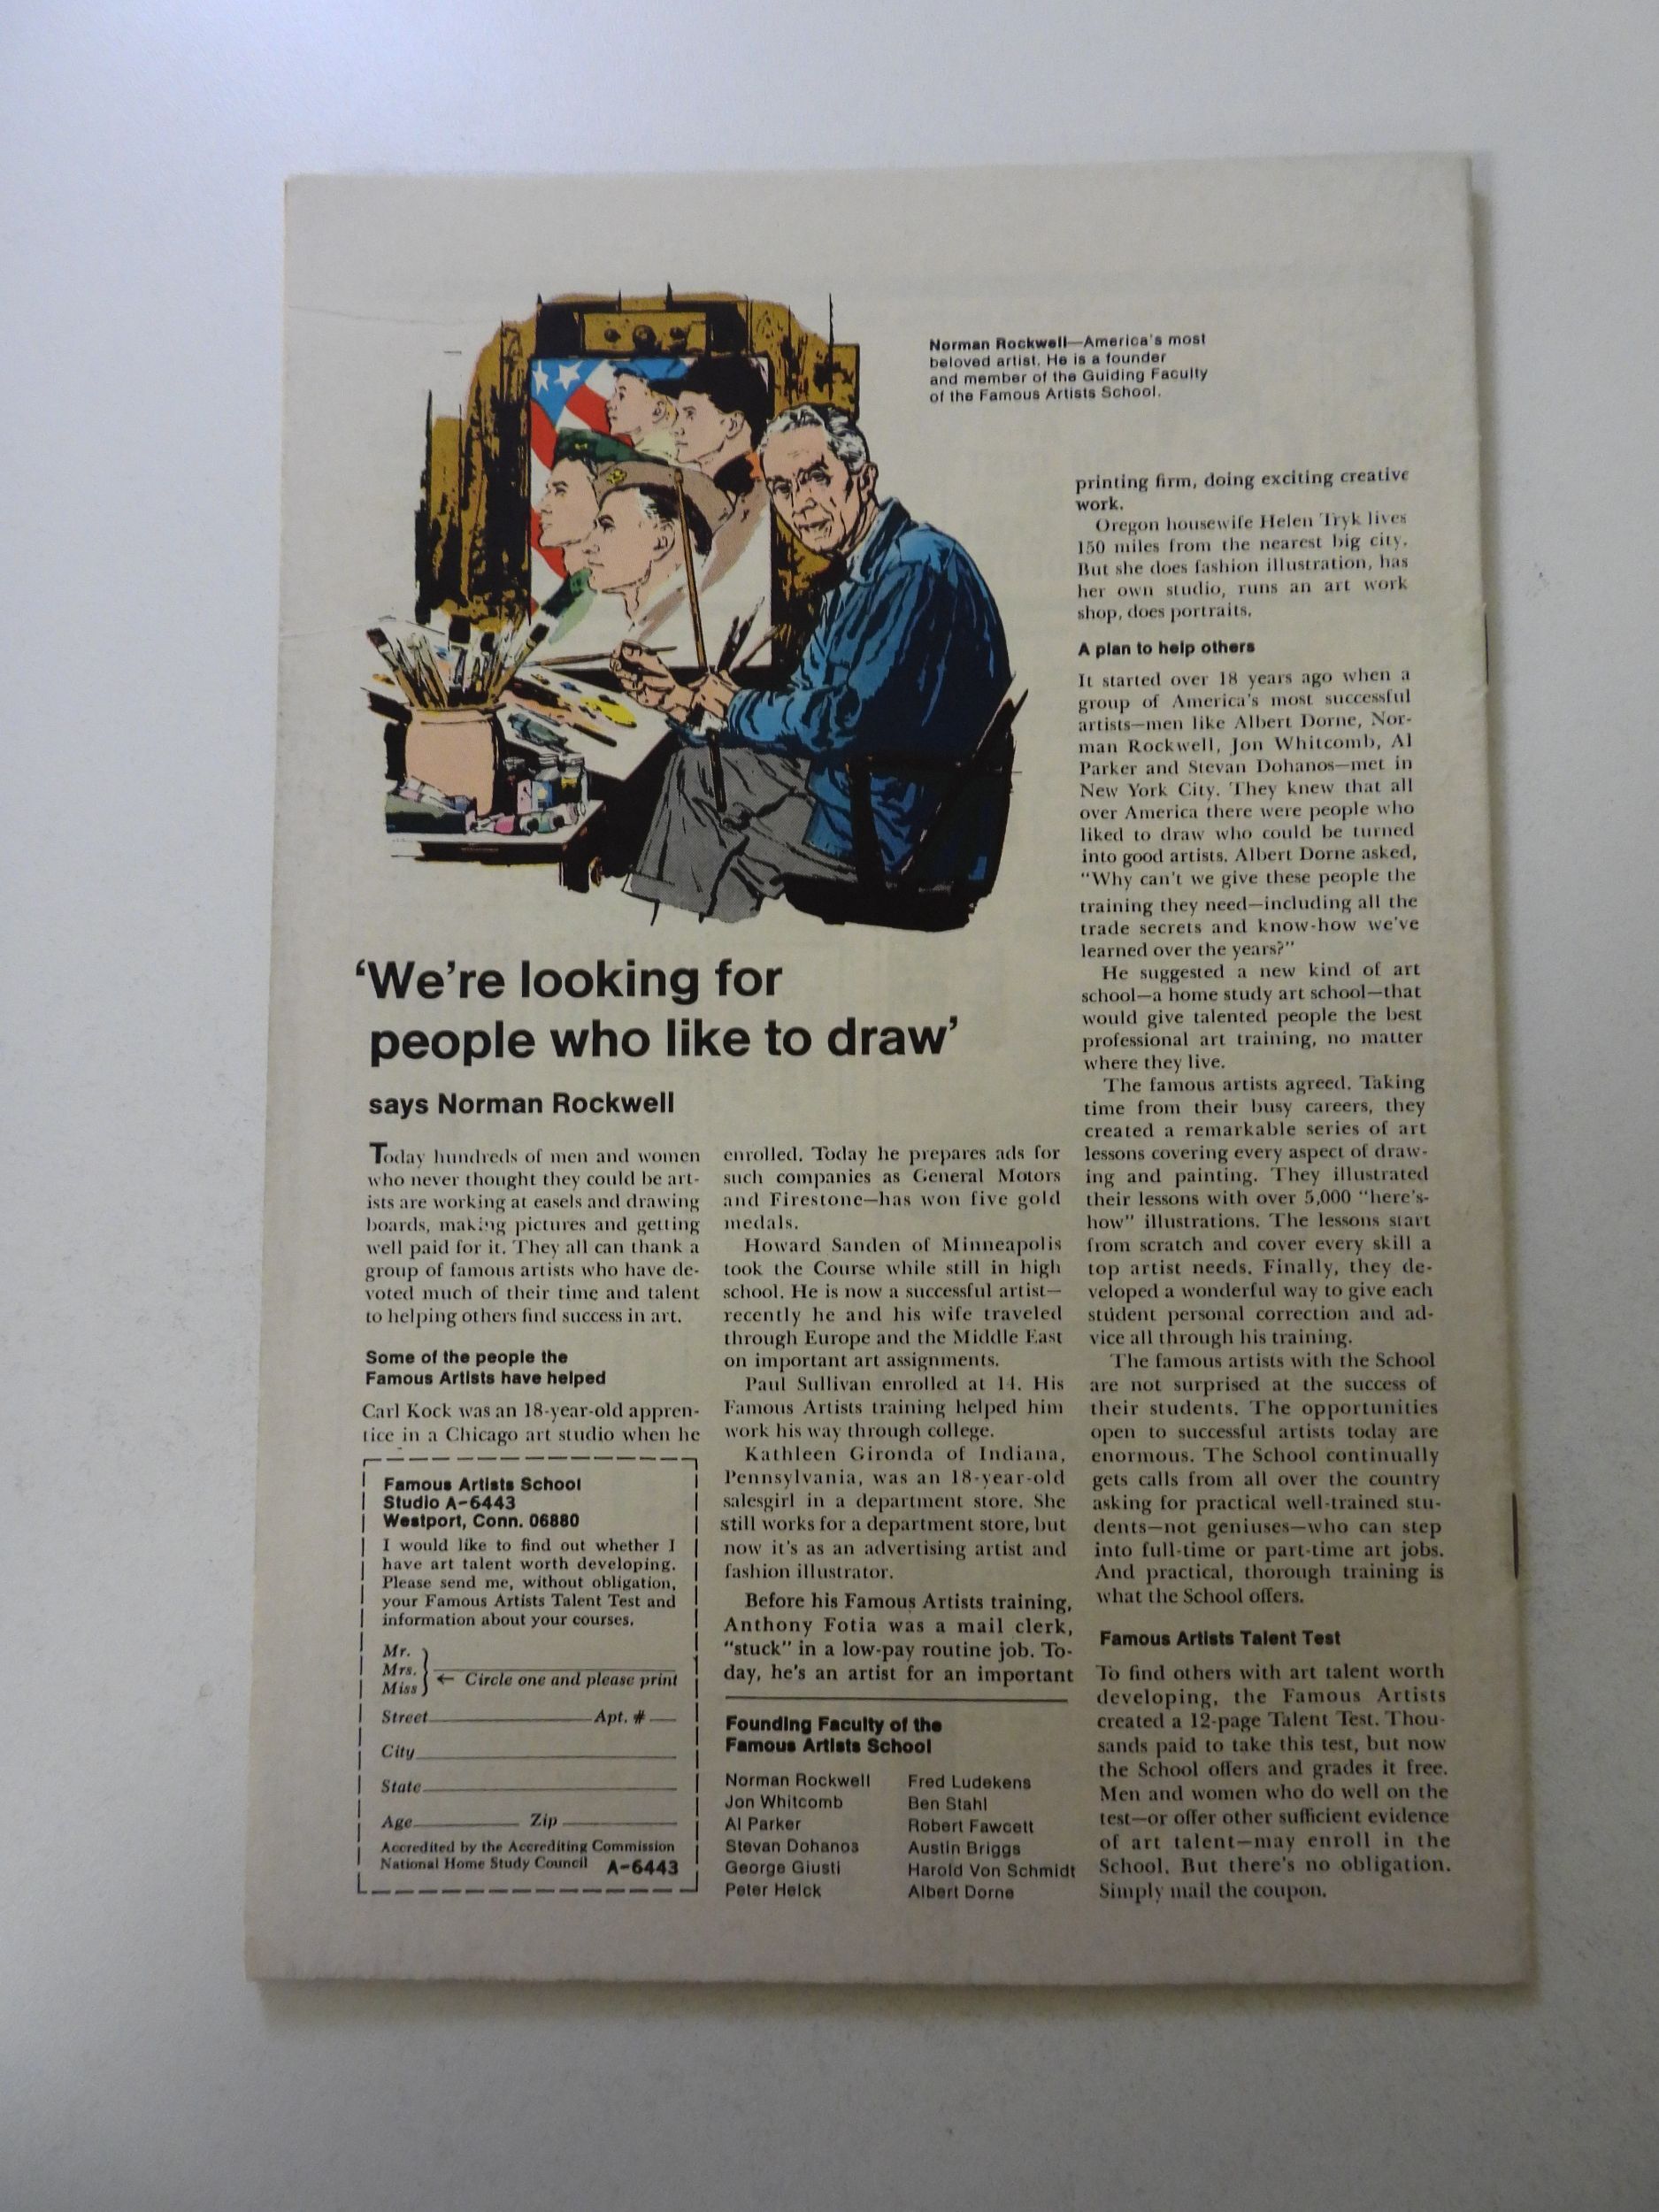 Norman Rockwell—America's most
beloved artist. He is a founder
and member of the Guiding Faculty
of the Famous Artists School.
'We're looking for
people who like to draw'
says Norman Rockwell
Today hundreds of men and women
who never thought they could be art-
ists are working at easels and drawing
boards, making pictures and getting
well paid for it. They all can thank a
group of famous artists who have de-
voted much of their time and talent
to helping others find success in art.
Some of the people the
Famous Artists have helped
Carl Kock was an 18-year-old appren-
tice in a Chicago art studio when he
enrolled. Today he prepares ads for
such companies as General Motors
and Firestone—has won five gold
medals.
Howard Sanden of Minneapolis
took the Course while still in high
school. He is now a successful artist—
recently he and his wife traveled
through Europe and the Middle East
on important art assignments.
Paul Sullivan enrolled at 14. His
Famous Artists training helped him
work his way through college.
Kathleen Gironda of Indiana,
Pennsylvania, was an 18-year-old
salesgirl in a department store. She
still works for a department store, but
now it's as an advertising artist and
fashion illustrator.
Before his Famous Artists training,
Anthony Fotia was a mail clerk,
"stuck" in a low-pay routine job. To-
day, he's an artist for an important
printing firm, doing exciting creative
work.
Oregon housewife Helen Tryk lives
150 miles from the nearest big city.
But she does fashion illustration, has
her own studio, runs an art work
shop, does portraits.
A plan to help others
It started over 18 years ago when a
group of America's most successful
artists—men like Albert Dorne, Nor-
man Rockwell, Jon Whitcomb, Al
Parker and Stevan Dohanos—met in
New York City. They knew that all
over America there were people who
liked to draw who could be turned
into good artists. Albert Dorne asked,
"Why can't we give these people the
training they need—including all the
trade secrets and know-how we've
learned over the years?"
He suggested a new kind of art
school—a home study art school—that
would give talented people the best
professional art training, no matter
where they live.
The famous artists agreed. Taking
time from their busy careers, they
created a remarkable series of art
lessons covering every aspect of draw-
ing and painting. They illustrated
their lessons with over 5,000 "here's-
how" illustrations. The lessons start
from scratch and cover every skill a
top artist needs. Finally, they de-
veloped a wonderful way to give each
student personal correction and ad-
vice all through his training.
The famous artists with the School
are not surprised at the success of
their students. The opportunities
open to successful artists today are
enormous. The School continually
gets calls from all over the country
asking for practical well-trained stu-
dents—not geniuses—who can step
into full-time or part-time art jobs.
And practical, thorough training is
what the School offers.
Famous Artists Talent Test
To find others with art talent worth
developing, the Famous Artists
created a 12-page Talent Test. Thou-
sands paid to take this test, but now
the School offers and grades it free.
Men and women who do well on the
test—or offer other sufficient evidence
of art talent—may enroll in the
School. But there's no obligation.
Simply mail the coupon.
Famous Artists School
Studio A-6443
Westport, Conn. 06880
I would like to find out whether I
have art talent worth developing.
Please send me, without obligation,
your Famous Artists Talent Test and
information about your courses.
Mr.
Mrs.
Miss
← Circle one and please print
Street Apt. #
City
State
Age Zip
Accredited by the Accrediting Commission
National Home Study Council A-6443
Founding Faculty of the
Famous Artists School
Norman Rockwell
Jon Whitcomb
Al Parker
Stevan Dohanos
George Giusti
Peter Helck
Fred Ludekens
Ben Stahl
Robert Fawcett
Austin Briggs
Harold Von Schmidt
Albert Dorne